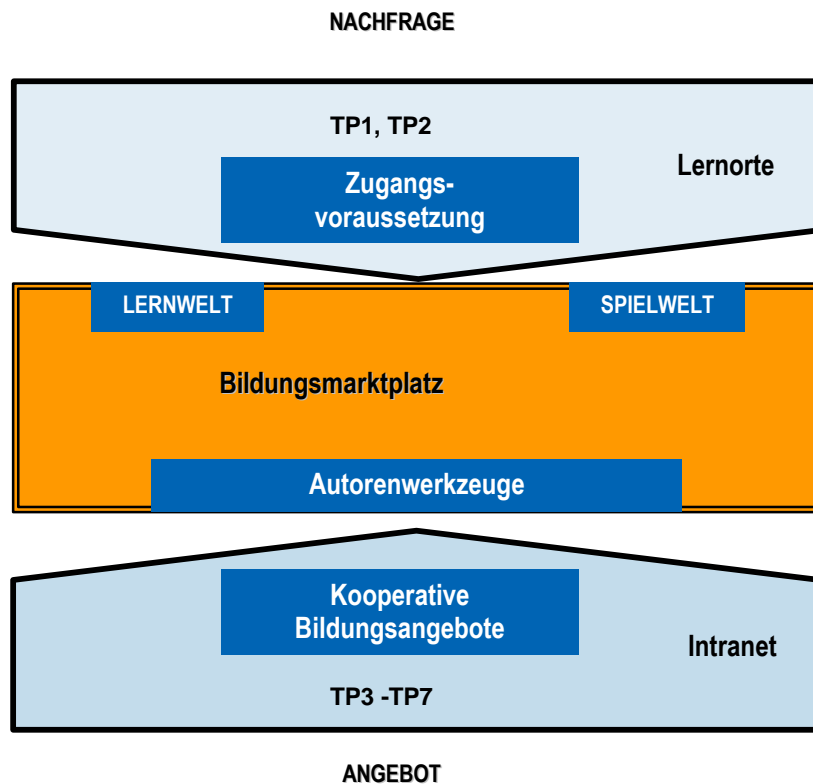 NACHFRAGE
TP1, TP2
Lernorte
Zugangs-
voraussetzung
LERNWELT
SPIELWELT
Bildungsmarktplatz
Autorenwerkzeuge
Kooperative
Bildungsangebote
Intranet
TP3 -TP7
ANGEBOT